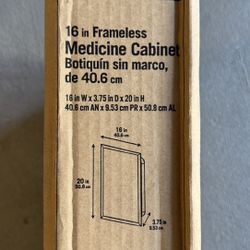 16 in Frameless
Medicine Cabinet
Botiquín sin marco,
de 40.6 cm
16 in W x 3.75 in D x 20 in H
40.6 cm AN x 9.53 cm PR x 50.8 cm AL
16 in
40.6 cm
20 in
50.8 cm
3.75 in
9.53 cm